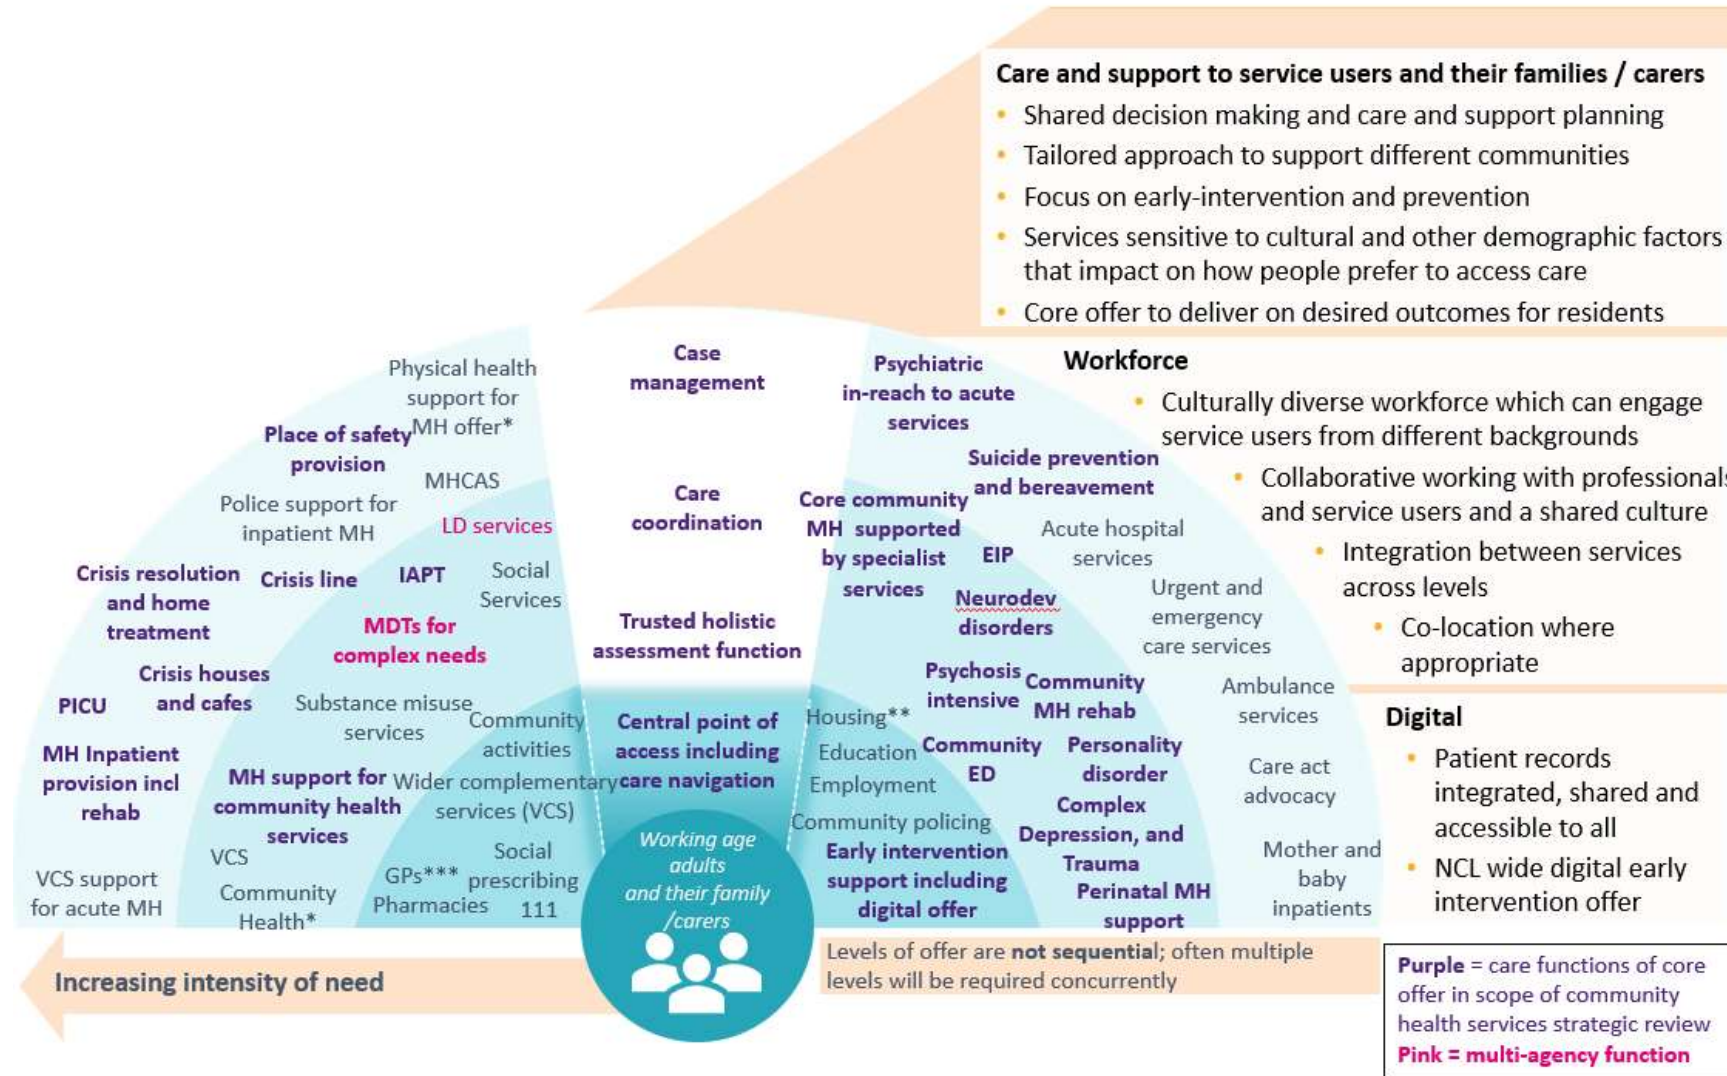 Care and support to service users and their families / carers
• Shared decision making and care and support planning
• Tailored approach to support different communities
• Focus on early-intervention and prevention
• Services sensitive to cultural and other demographic factors
that impact on how people prefer to access care
• Core offer to deliver on desired outcomes for residents
Workforce
• Culturally diverse workforce which can engage
service users from different backgrounds
• Collaborative working with professionals
and service users and a shared culture
• Integration between services
across levels
• Co-location where
appropriate
Digital
• Patient records
integrated, shared and
accessible to all
• NCL wide digital early
intervention offer
Physical health
support for
MH offer*
Place of safety
provision
MHCAS
Police support for
inpatient MH
LD services
Crisis resolution
and home
treatment
Crisis line
IAPT
Social
Services
MDTs for
complex needs
Crisis houses
and cafes
PICU
Substance misuse
services
Community
activities
MH Inpatient
provision incl
rehab
MH support for
community health
services
Wider complementary
services (VCS)
VCS
Community
Health*
VCS support
for acute MH
GPs***
Pharmacies
Social
prescribing
111
Case
management
Care
coordination
Trusted holistic
assessment function
Central point of
access including
care navigation
Working age
adults
and their family
/carers
Psychiatric
in-reach to acute
services
Suicide prevention
and bereavement
Core community
MH supported
by specialist
services
EIP
Acute hospital
services
Neurodev
disorders
Urgent and
emergency
care services
Psychosis
intensive
Community
MH rehab
Ambulance
services
Housing**
Education
Employment
Community policing
Community
ED
Personality
disorder
Care act
advocacy
Complex
Depression, and
Trauma
Early intervention
support including
digital offer
Perinatal MH
support
Mother and
baby
inpatients
Increasing intensity of need
Levels of offer are not sequential; often multiple
levels will be required concurrently
Purple = care functions of core
offer in scope of community
health services strategic review
Pink = multi-agency function